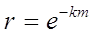 r = e^{-km}